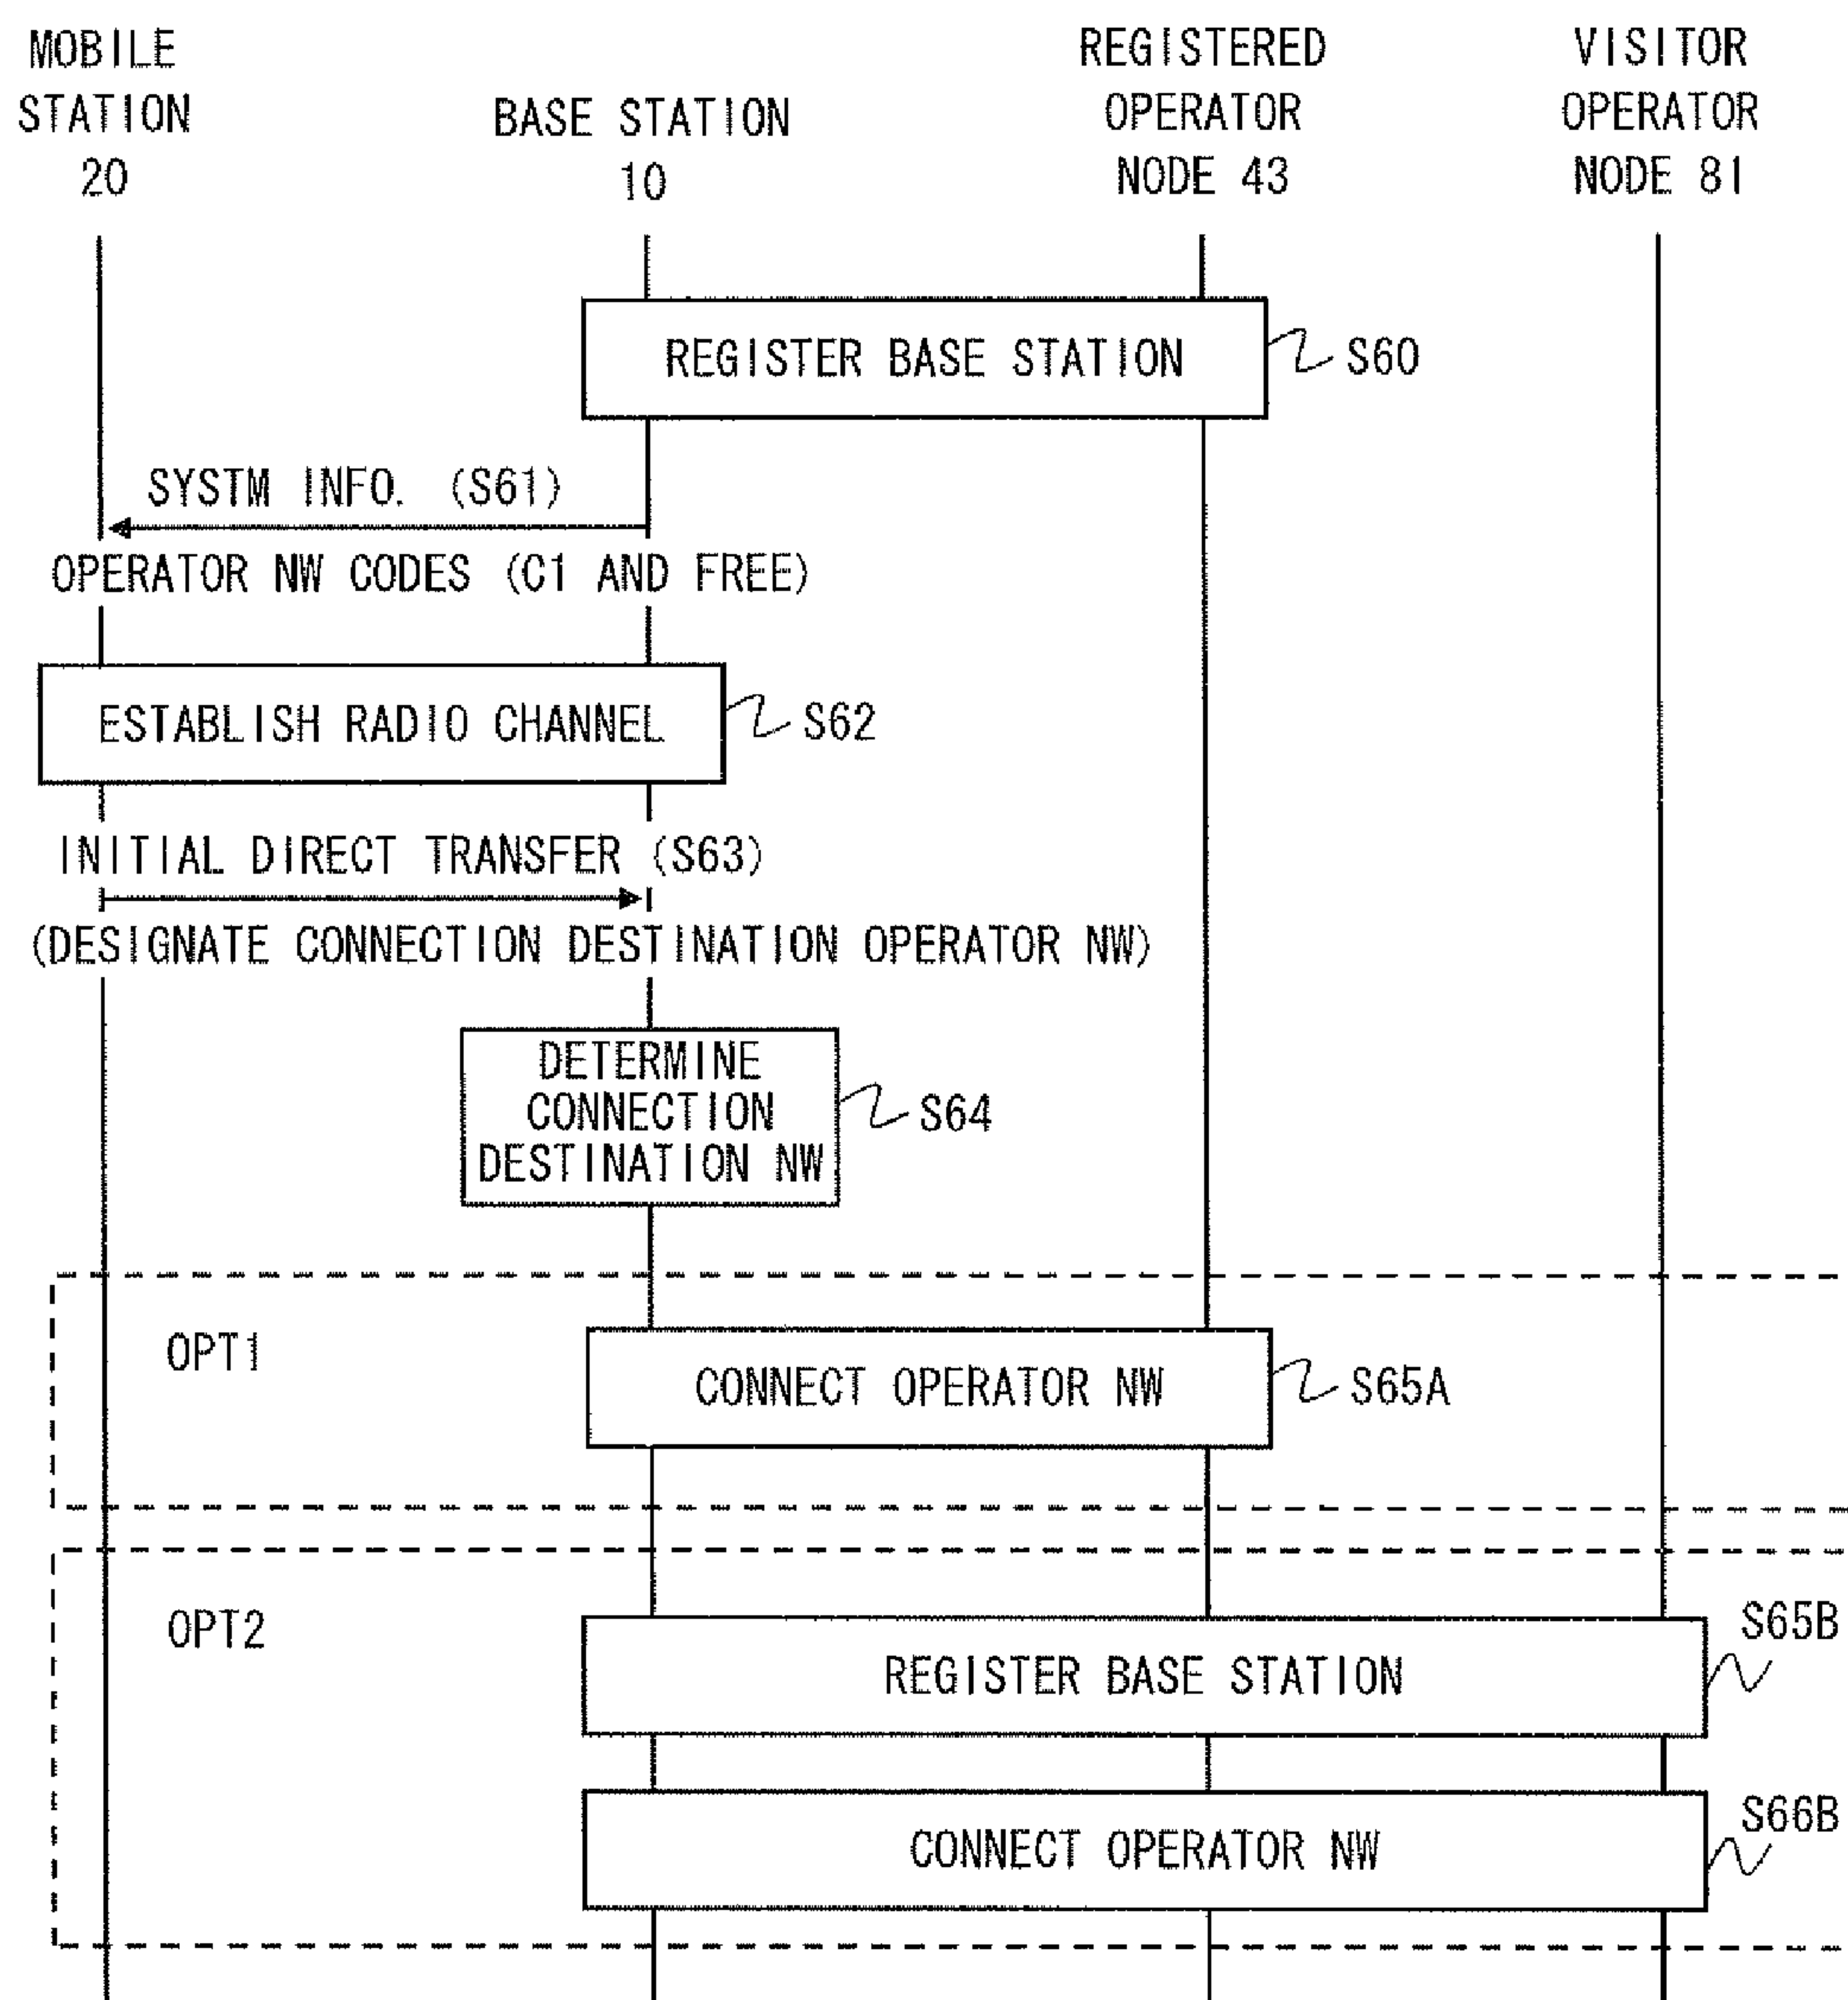 MOBILE
STATION
20
BASE STATION
10
REGISTERED
OPERATOR
NODE 43
VISITOR
OPERATOR
NODE 81
REGISTER BASE STATION
S60
SYSTM INFO. (S61)
OPERATOR NW CODES (C1 AND FREE)
ESTABLISH RADIO CHANNEL
S62
INITIAL DIRECT TRANSFER (S63)
(DESIGNATE CONNECTION DESTINATION OPERATOR NW)
DETERMINE
CONNECTION
DESTINATION NW
S64
OPT1
CONNECT OPERATOR NW
S65A
OPT2
REGISTER BASE STATION
S65B
CONNECT OPERATOR NW
S66B